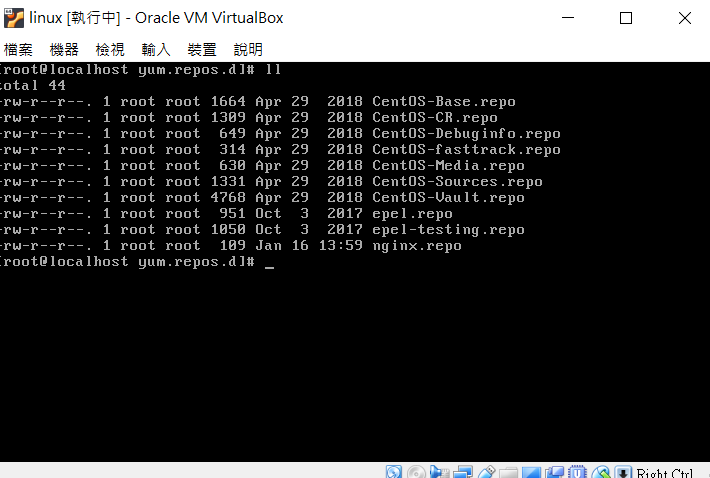 linux [執行中] - Oracle VM VirtualBox
檔案 機器 檢視 輸入 裝置 說明
[root@localhost yum.repos.d]# ll
total 44
-rw-r--r--. 1 root root 1664 Apr 29  2018 CentOS-Base.repo
-rw-r--r--. 1 root root 1309 Apr 29  2018 CentOS-CR.repo
-rw-r--r--. 1 root root  649 Apr 29  2018 CentOS-Debuginfo.repo
-rw-r--r--. 1 root root  314 Apr 29  2018 CentOS-fasttrack.repo
-rw-r--r--. 1 root root  630 Apr 29  2018 CentOS-Media.repo
-rw-r--r--. 1 root root 1331 Apr 29  2018 CentOS-Sources.repo
-rw-r--r--. 1 root root 4768 Apr 29  2018 CentOS-Vault.repo
-rw-r--r--. 1 root root  951 Oct  3  2017 epel.repo
-rw-r--r--. 1 root root 1050 Oct  3  2017 epel-testing.repo
-rw-r--r--. 1 root root  109 Jan 16 13:59 nginx.repo
[root@localhost yum.repos.d]# _
Right Ctrl